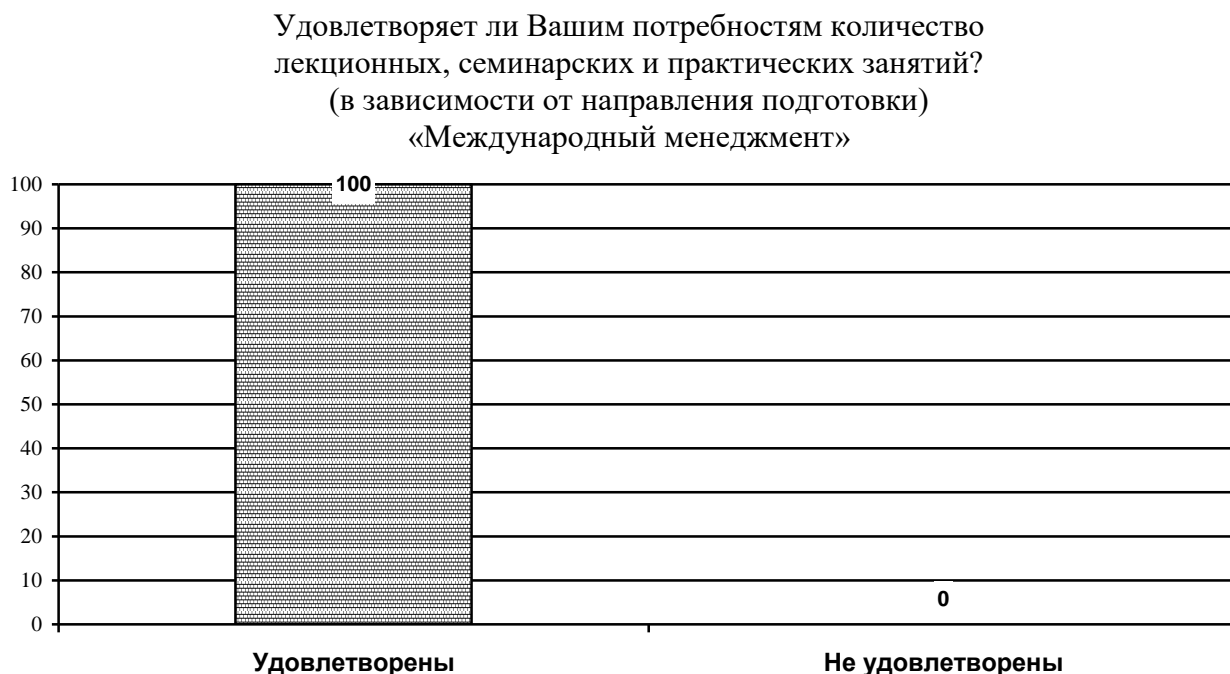 Удовлетворяет ли Вашим потребностям количество
лекционных, семинарских и практических занятий?
(в зависимости от направления подготовки)
«Международный менеджмент»
100
100
90
80
70
60
50
40
30
20
10
0
0
Удовлетворены
Не удовлетворены